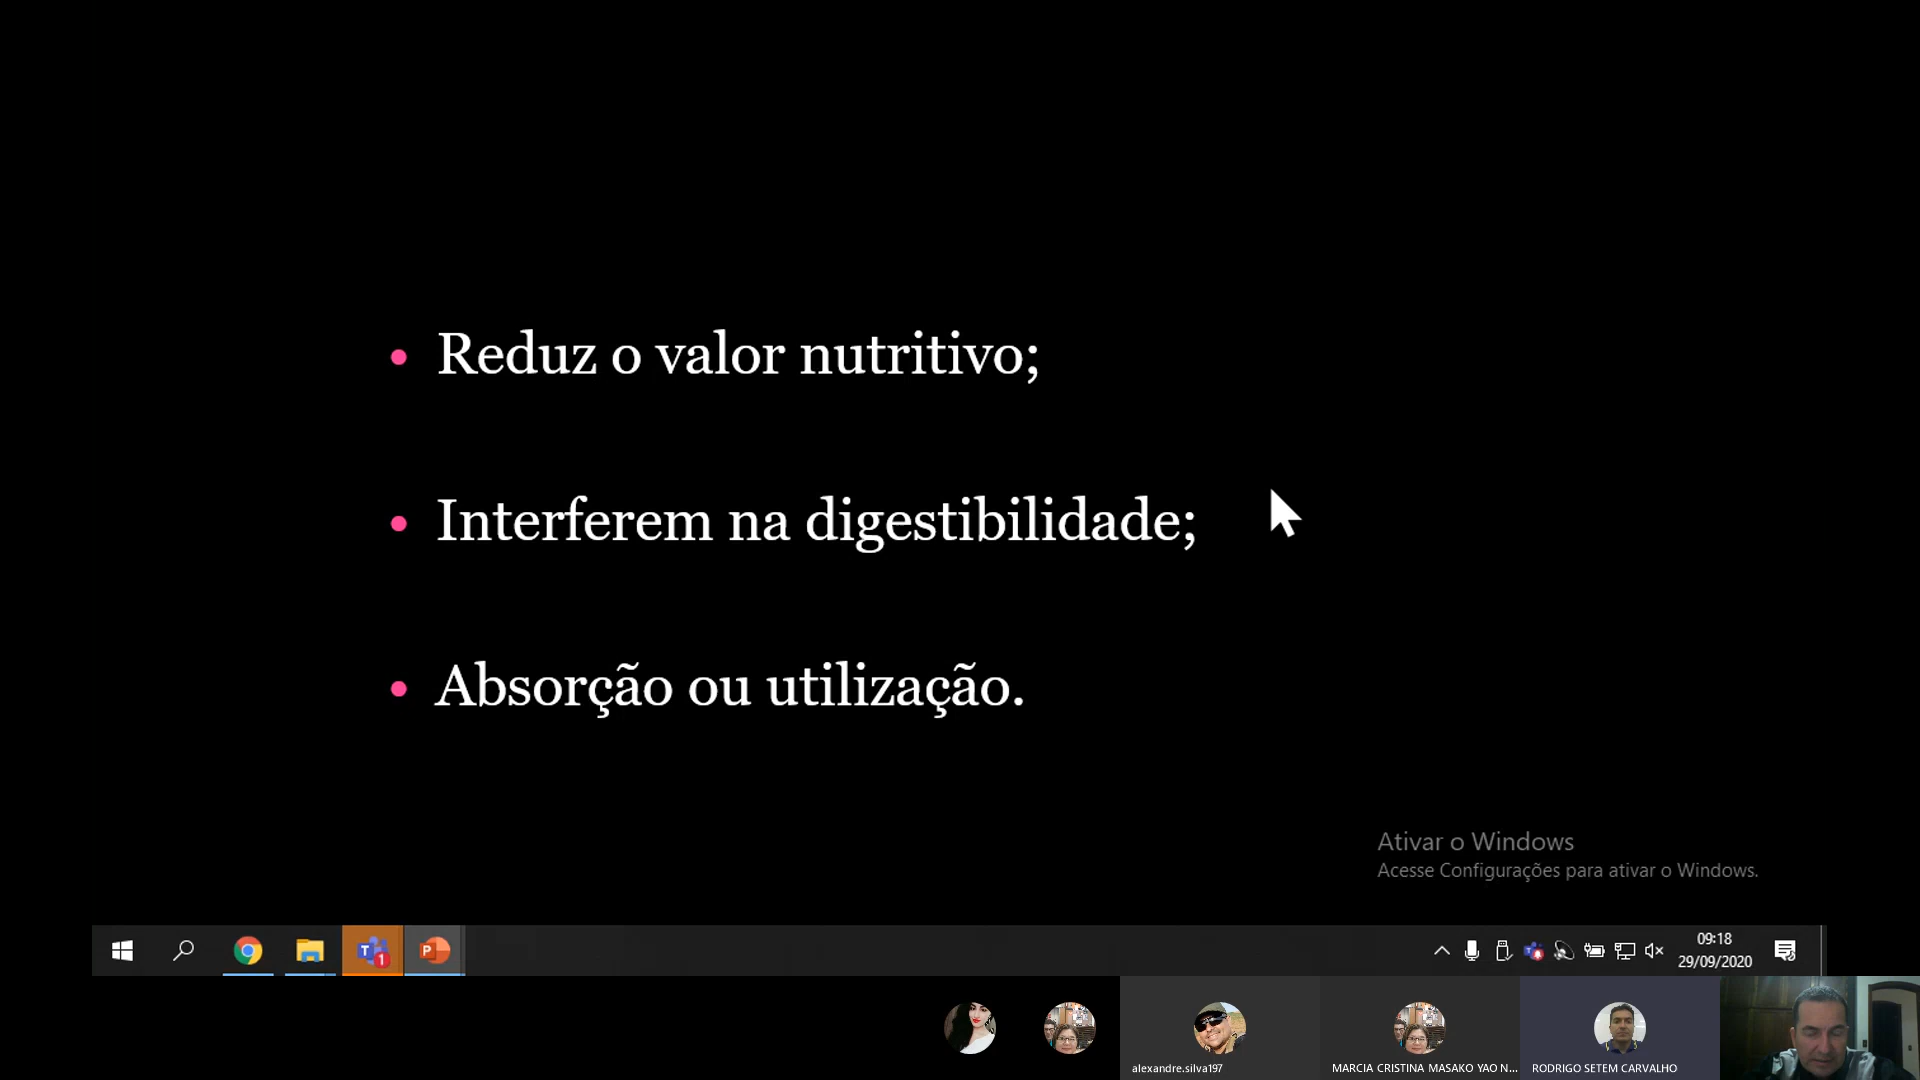 • Reduz o valor nutritivo;
• Interferem na digestibilidade;
• Absorção ou utilização.
Ativar o Windows
Acesse Configurações para ativar o Windows.
09:18
29/09/2020
alexandre.silva197
MARCIA CRISTINA MASAKO YAO N...
RODRIGO SETEM CARVALHO